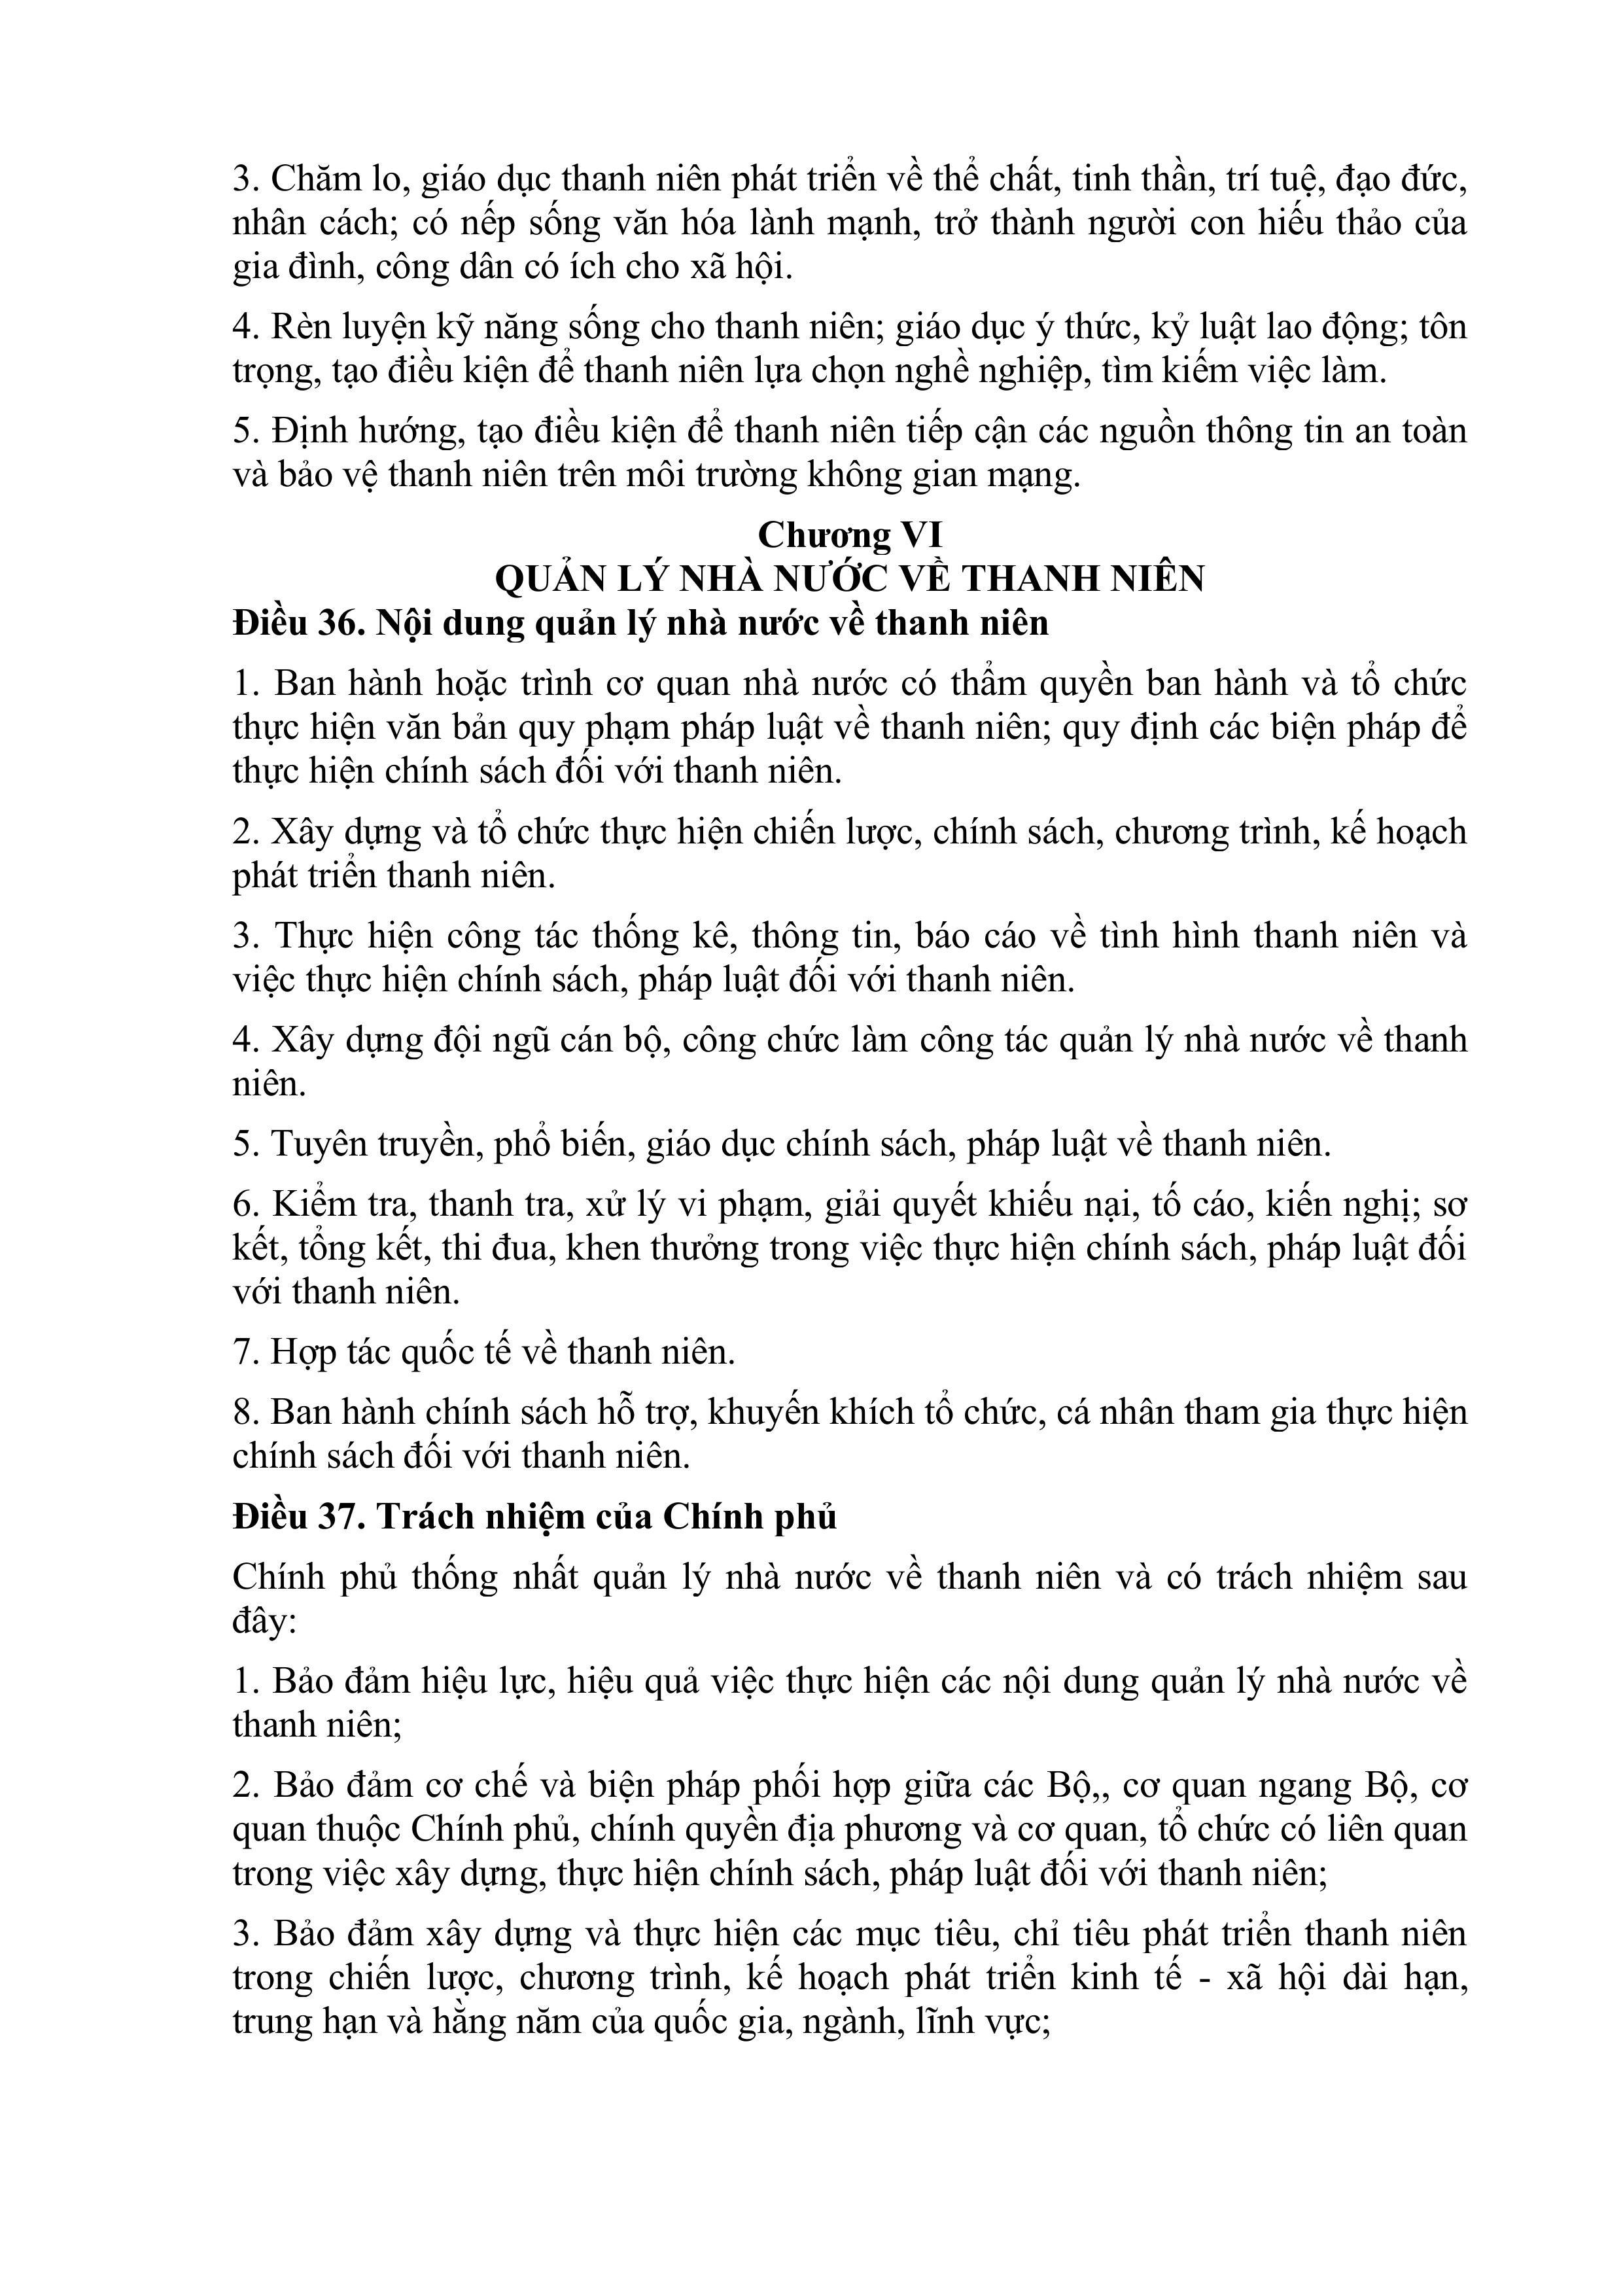 3. Chăm lo, giáo dục thanh niên phát triển về thể chất, tinh thần, trí tuệ, đạo đức,
nhân cách; có nếp sống văn hóa lành mạnh, trở thành người con hiếu thảo của
gia đình, công dân có ích cho xã hội.
4. Rèn luyện kỹ năng sống cho thanh niên; giáo dục ý thức, kỷ luật lao động; tôn
trọng, tạo điều kiện để thanh niên lựa chọn nghề nghiệp, tìm kiếm việc làm.
5. Định hướng, tạo điều kiện để thanh niên tiếp cận các nguồn thông tin an toàn
và bảo vệ thanh niên trên môi trường không gian mạng.
Chương VI
QUẢN LÝ NHÀ NƯỚC VỀ THANH NIÊN
Điều 36. Nội dung quản lý nhà nước về thanh niên
1. Ban hành hoặc trình cơ quan nhà nước có thẩm quyền ban hành và tổ chức
thực hiện văn bản quy phạm pháp luật về thanh niên; quy định các biện pháp để
thực hiện chính sách đối với thanh niên.
2. Xây dựng và tổ chức thực hiện chiến lược, chính sách, chương trình, kế hoạch
phát triển thanh niên.
3. Thực hiện công tác thống kê, thông tin, báo cáo về tình hình thanh niên và
việc thực hiện chính sách, pháp luật đối với thanh niên.
4. Xây dựng đội ngũ cán bộ, công chức làm công tác quản lý nhà nước về thanh
niên.
5. Tuyên truyền, phổ biến, giáo dục chính sách, pháp luật về thanh niên.
6. Kiểm tra, thanh tra, xử lý vi phạm, giải quyết khiếu nại, tố cáo, kiến nghị; sơ
kết, tổng kết, thi đua, khen thưởng trong việc thực hiện chính sách, pháp luật đối
với thanh niên.
7. Hợp tác quốc tế về thanh niên.
8. Ban hành chính sách hỗ trợ, khuyến khích tổ chức, cá nhân tham gia thực hiện
chính sách đối với thanh niên.
Điều 37. Trách nhiệm của Chính phủ
Chính phủ thống nhất quản lý nhà nước về thanh niên và có trách nhiệm sau
đây:
1. Bảo đảm hiệu lực, hiệu quả việc thực hiện các nội dung quản lý nhà nước về
thanh niên;
2. Bảo đảm cơ chế và biện pháp phối hợp giữa các Bộ,, cơ quan ngang Bộ, cơ
quan thuộc Chính phủ, chính quyền địa phương và cơ quan, tổ chức có liên quan
trong việc xây dựng, thực hiện chính sách, pháp luật đối với thanh niên;
3. Bảo đảm xây dựng và thực hiện các mục tiêu, chỉ tiêu phát triển thanh niên
trong chiến lược, chương trình, kế hoạch phát triển kinh tế - xã hội dài hạn,
trung hạn và hằng năm của quốc gia, ngành, lĩnh vực;